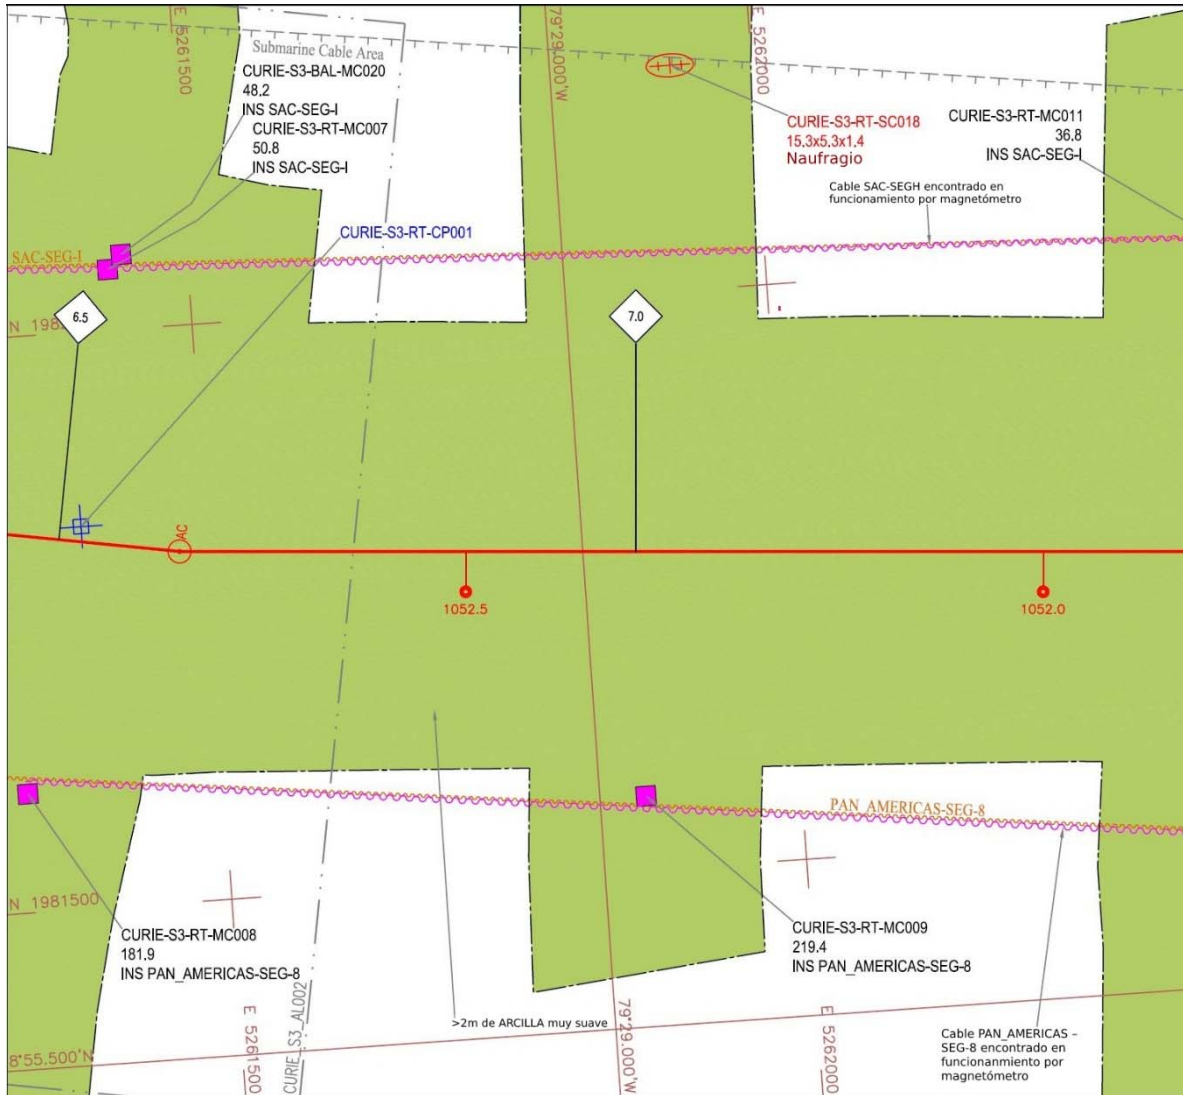 E 5261500
79°29.000'W
E 5262000
Submarine Cable Area
CURIE-S3-BAL-MC020
48.2
INS SAC-SEG-I
CURIE-S3-RT-MC007
50.8
INS SAC-SEG-I
CURIE-S3-RT-SC018
15.3x5.3x1.4
Naufragio
CURIE-S3-RT-MC011
36.8
INS SAC-SEG-I
Cable SAC-SEGH encontrado en
funcionamiento por magnetómetro
CURIE-S3-RT-CP001
SAC-SEG-I
6.5
7.0
AC
1052.5
1052.0
PAN_AMERICAS-SEG-8
N 1981500
CURIE-S3-RT-MC008
181.9
INS PAN_AMERICAS-SEG-8
CURIE-S3-RT-MC009
219.4
INS PAN_AMERICAS-SEG-8
>2m de ARCILLA muy suave
Cable PAN_AMERICAS –
SEG-8 encontrado en
funcionanmiento por
magnetómetro
8°55.500'N
E 5261500
CURIE_S3_AL002
79°29.000'W
E 5262000